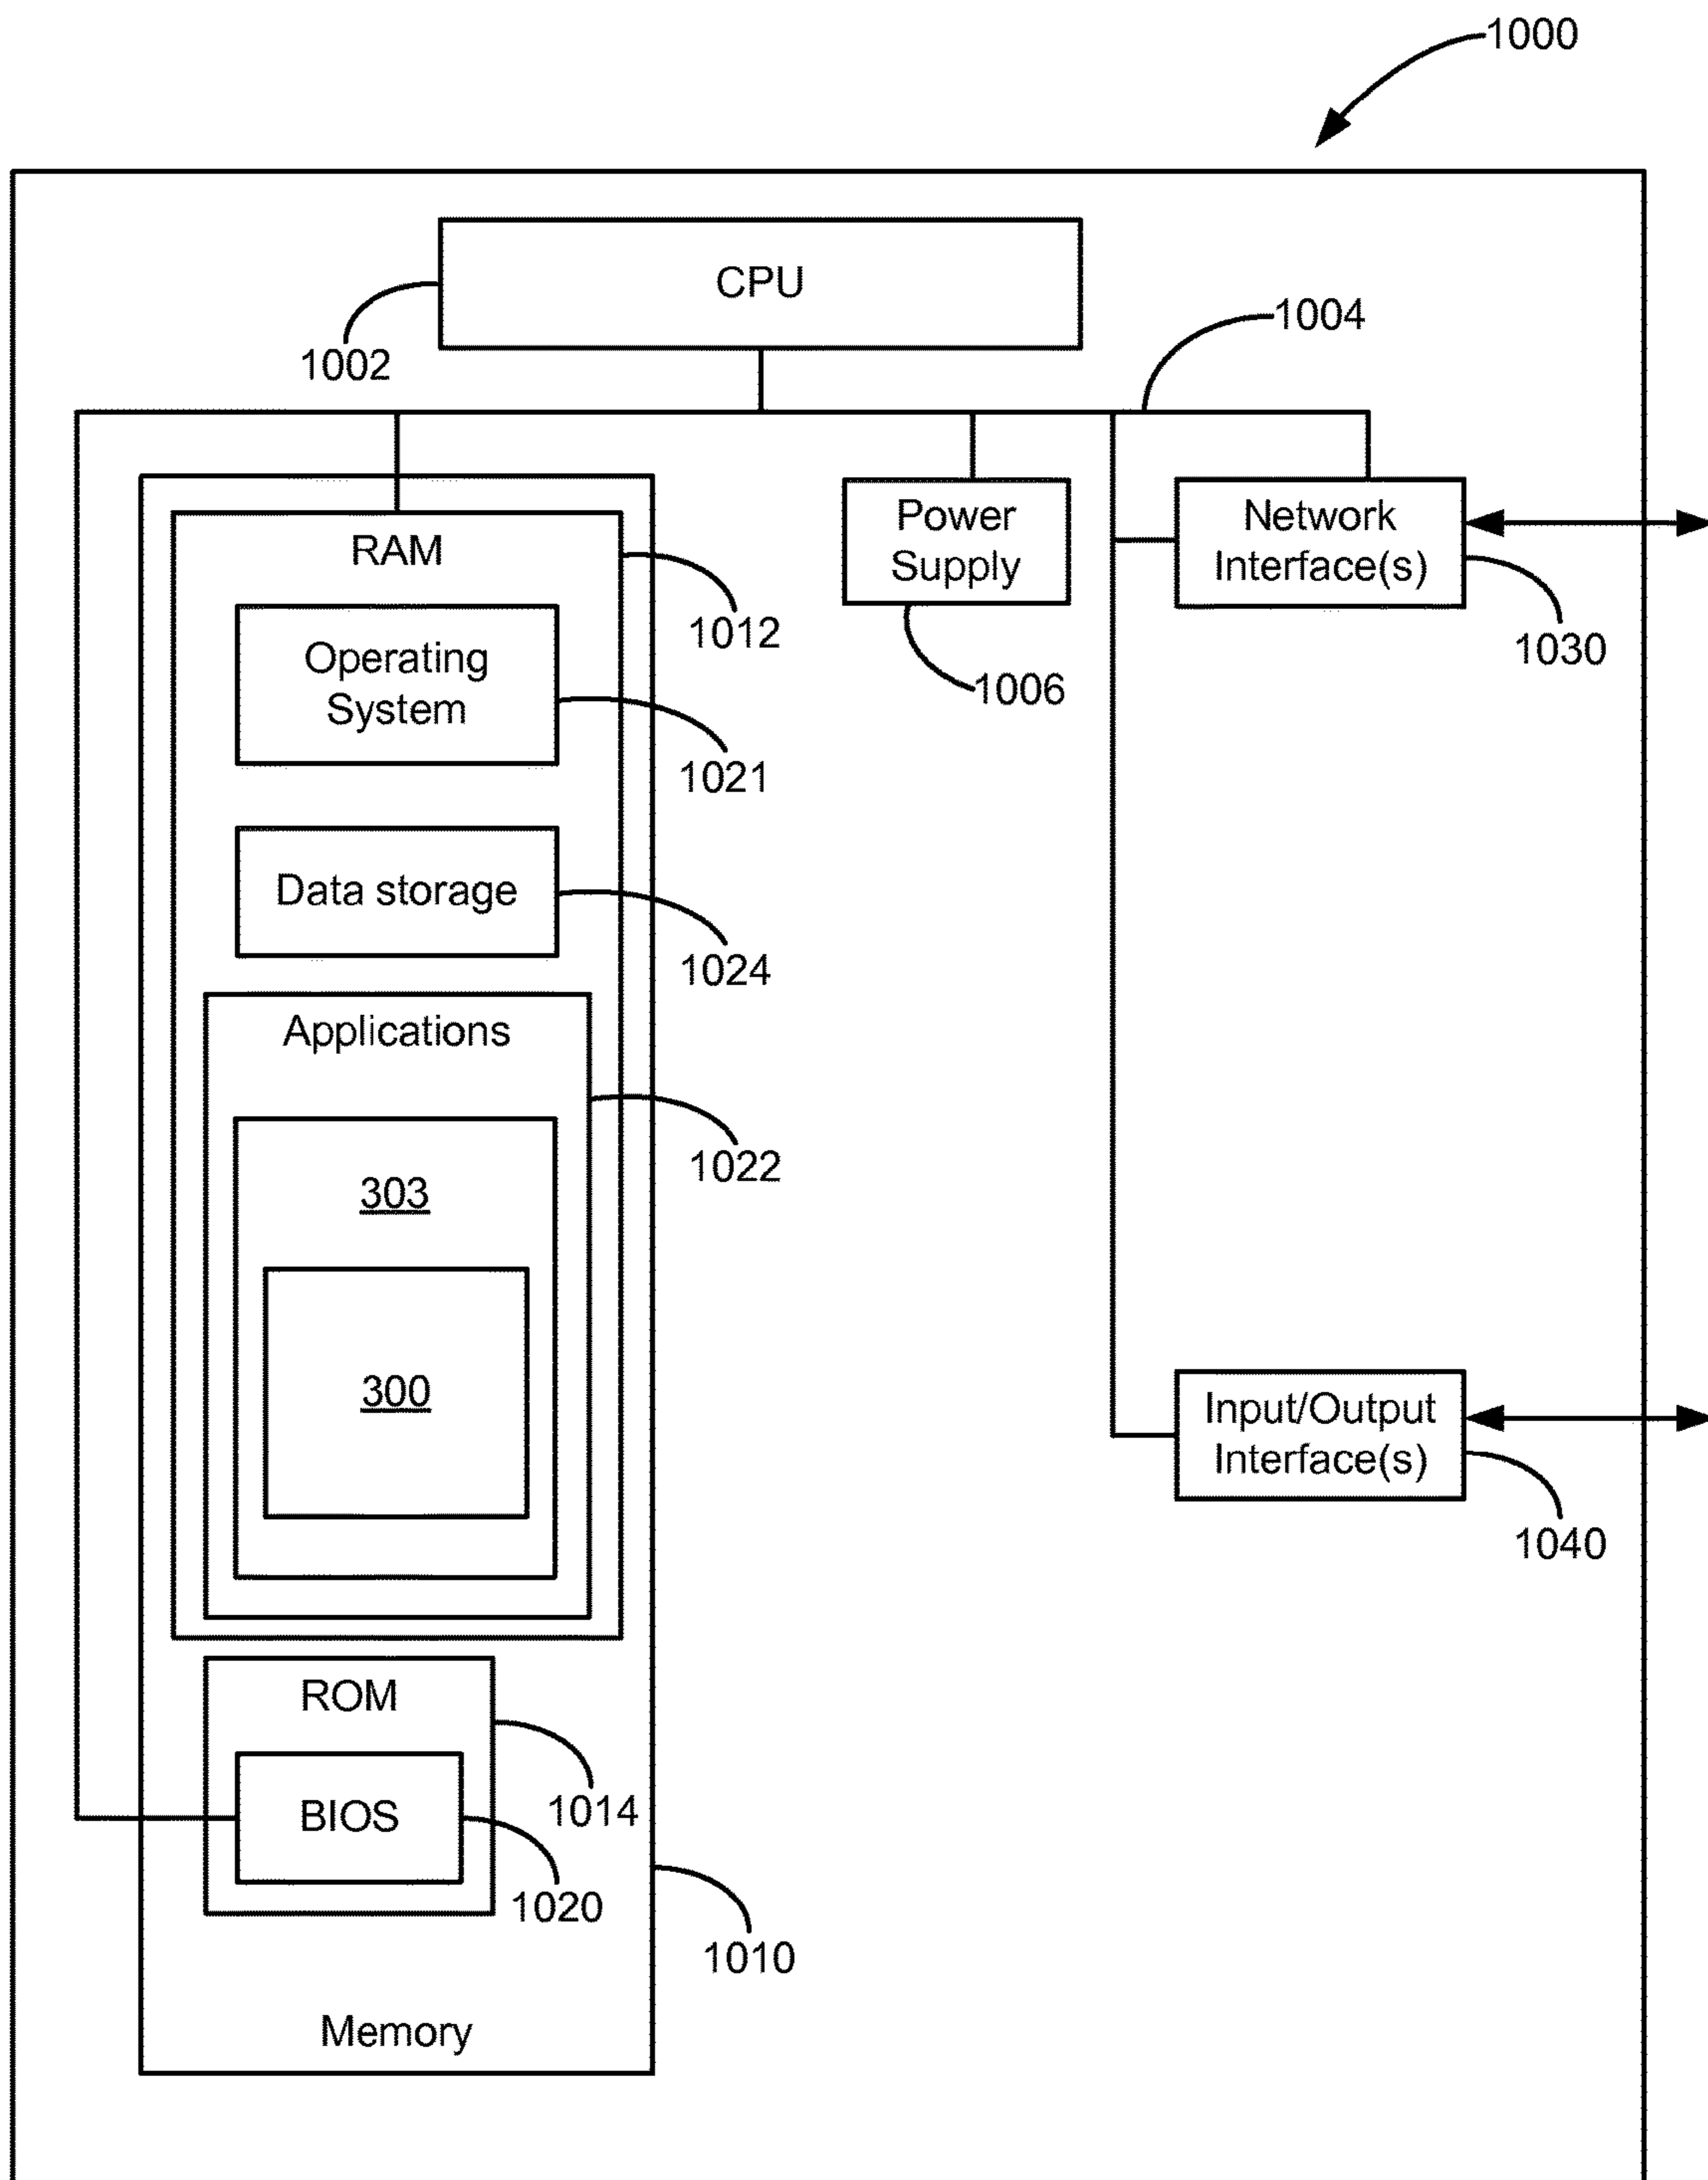 1000
CPU
1002
1004
RAM
1012
Power
Supply
1006
Network
Interface(s)
1030
Operating
System
1021
Data storage
1024
Applications
1022
303
300
Input/Output
Interface(s)
1040
ROM
1014
BIOS
1020
1010
Memory